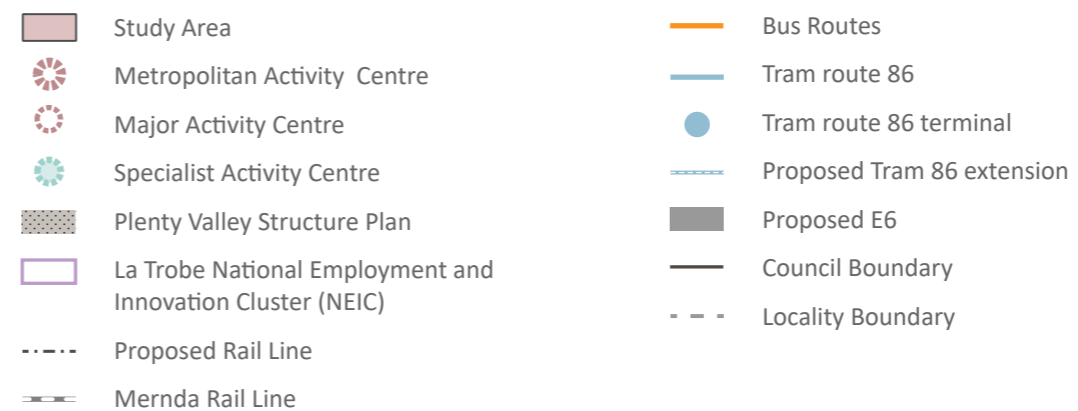 Study Area
Metropolitan Activity Centre
Major Activity Centre
Specialist Activity Centre
Plenty Valley Structure Plan
La Trobe National Employment and
Innovation Cluster (NEIC)
Proposed Rail Line
Mernda Rail Line
Bus Routes
Tram route 86
Tram route 86 terminal
Proposed Tram 86 extension
Proposed E6
Council Boundary
Locality Boundary